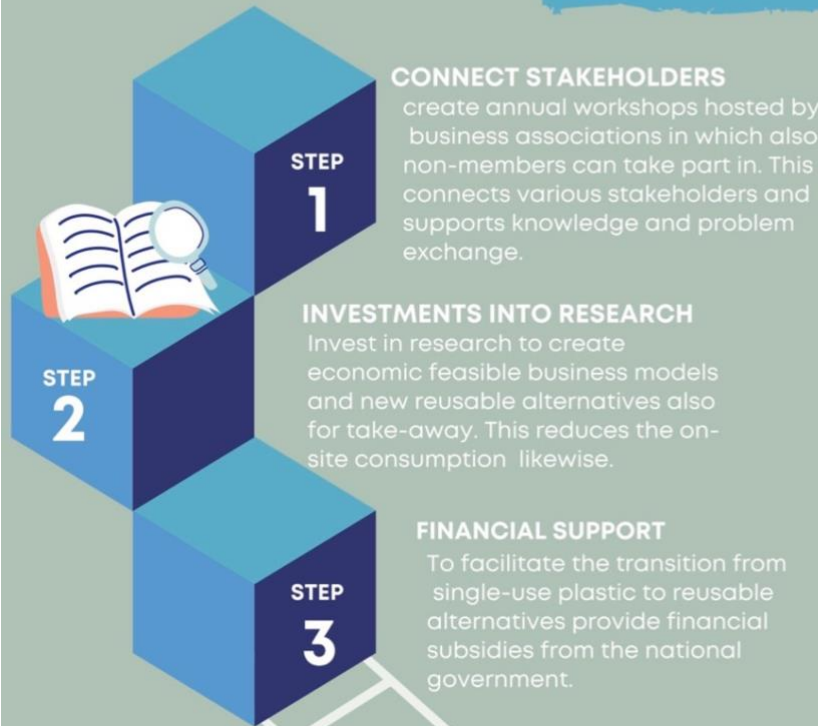 CONNECT STAKEHOLDERS
create annual workshops hosted by
business associations in which also
non-members can take part in. This
connects various stakeholders and
supports knowledge and problem
exchange.
STEP
1
INVESTMENTS INTO RESEARCH
Invest in research to create
economic feasible business models
and new reusable alternatives also
for take-away. This reduces the on-
site consumption likewise.
STEP
2
FINANCIAL SUPPORT
To facilitate the transition from
single-use plastic to reusable
alternatives provide financial
subsidies from the national
government.
STEP
3